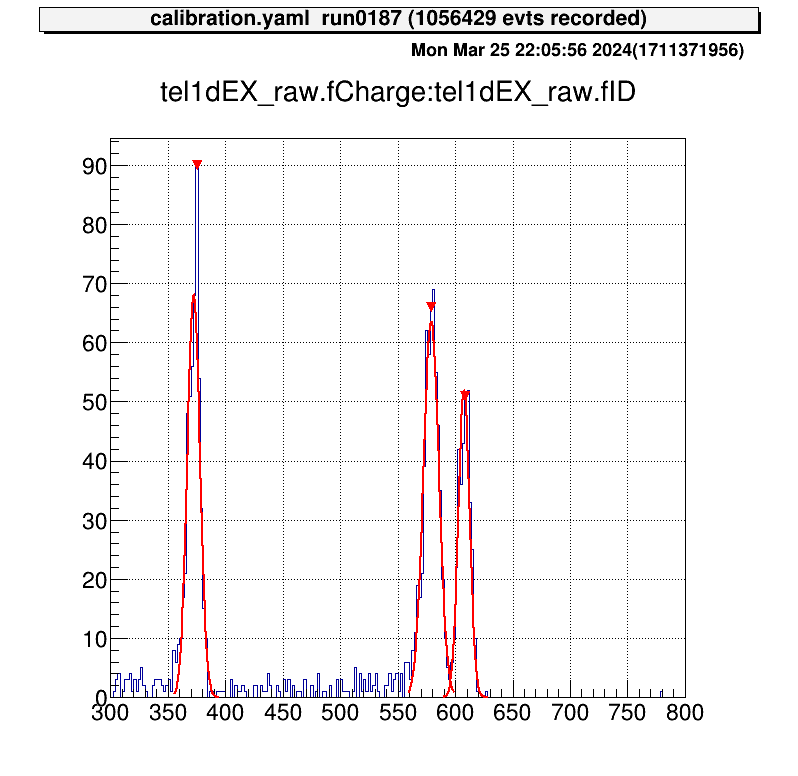 calibration.yaml run0187 (1056429 evts recorded)
Mon Mar 25 22:05:56 2024(1711371956)
tel1dEX_raw.fCharge:tel1dEX_raw.fID
90
80
70
60
50
40
30
20
10
0
300 350 400 450 500 550 600 650 700 750 800